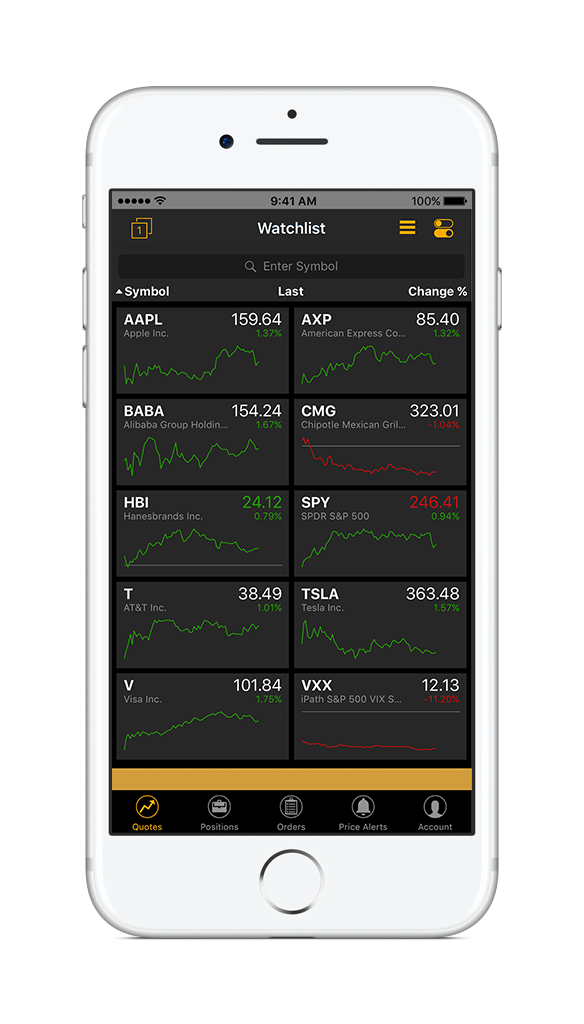 9:41 AM 100%
1 Watchlist
Enter Symbol
Symbol Last Change %
AAPL 159.64
Apple Inc. 1.37%
AXP 85.40
American Express Co... 1.32%
BABA 154.24
Alibaba Group Holdin... 1.67%
CMG 323.01
Chipotle Mexican Gril... -1.04%
HBI 24.12
Hanesbrands Inc. 0.79%
SPY 246.41
SPDR S&P 500 0.94%
T 38.49
AT&T Inc. 1.01%
TSLA 363.48
Tesla Inc. 1.57%
V 101.84
Visa Inc. 1.75%
VXX 12.13
iPath S&P 500 VIX S... -11.20%
Quotes Positions Orders Price Alerts Account